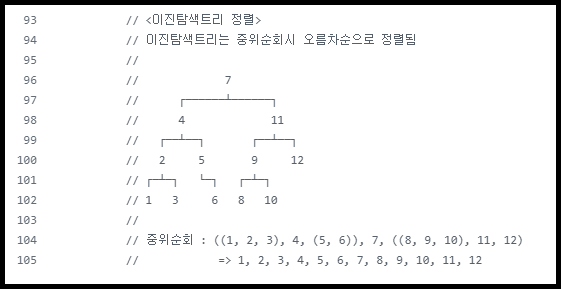 93 // <이진탐색트리 정렬>
94 // 이진탐색트리는 중위순회시 오름차순으로 정렬됨
95 //
96 // 7
97 // ┌──────┴──────┐
98 // 4 11
99 // ┌──┴──┐ ┌──┴──┐
100 // 2 5 9 12
101 // ┌─┴─┐ └─┐ ┌─┴─┐
102 // 1 3 6 8 10
103 //
104 // 중위순회 : ((1, 2, 3), 4, (5, 6)), 7, ((8, 9, 10), 11, 12)
105 // => 1, 2, 3, 4, 5, 6, 7, 8, 9, 10, 11, 12